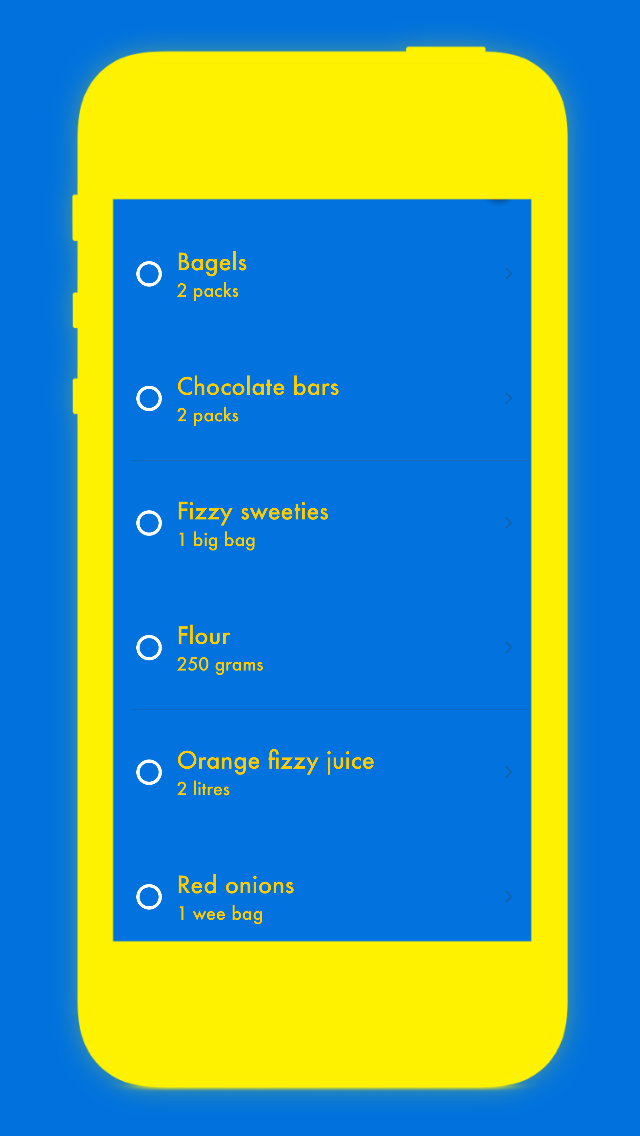 Bagels
2 packs
Chocolate bars
2 packs
Fizzy sweeties
1 big bag
Flour
250 grams
Orange fizzy juice
2 litres
Red onions
1 wee bag